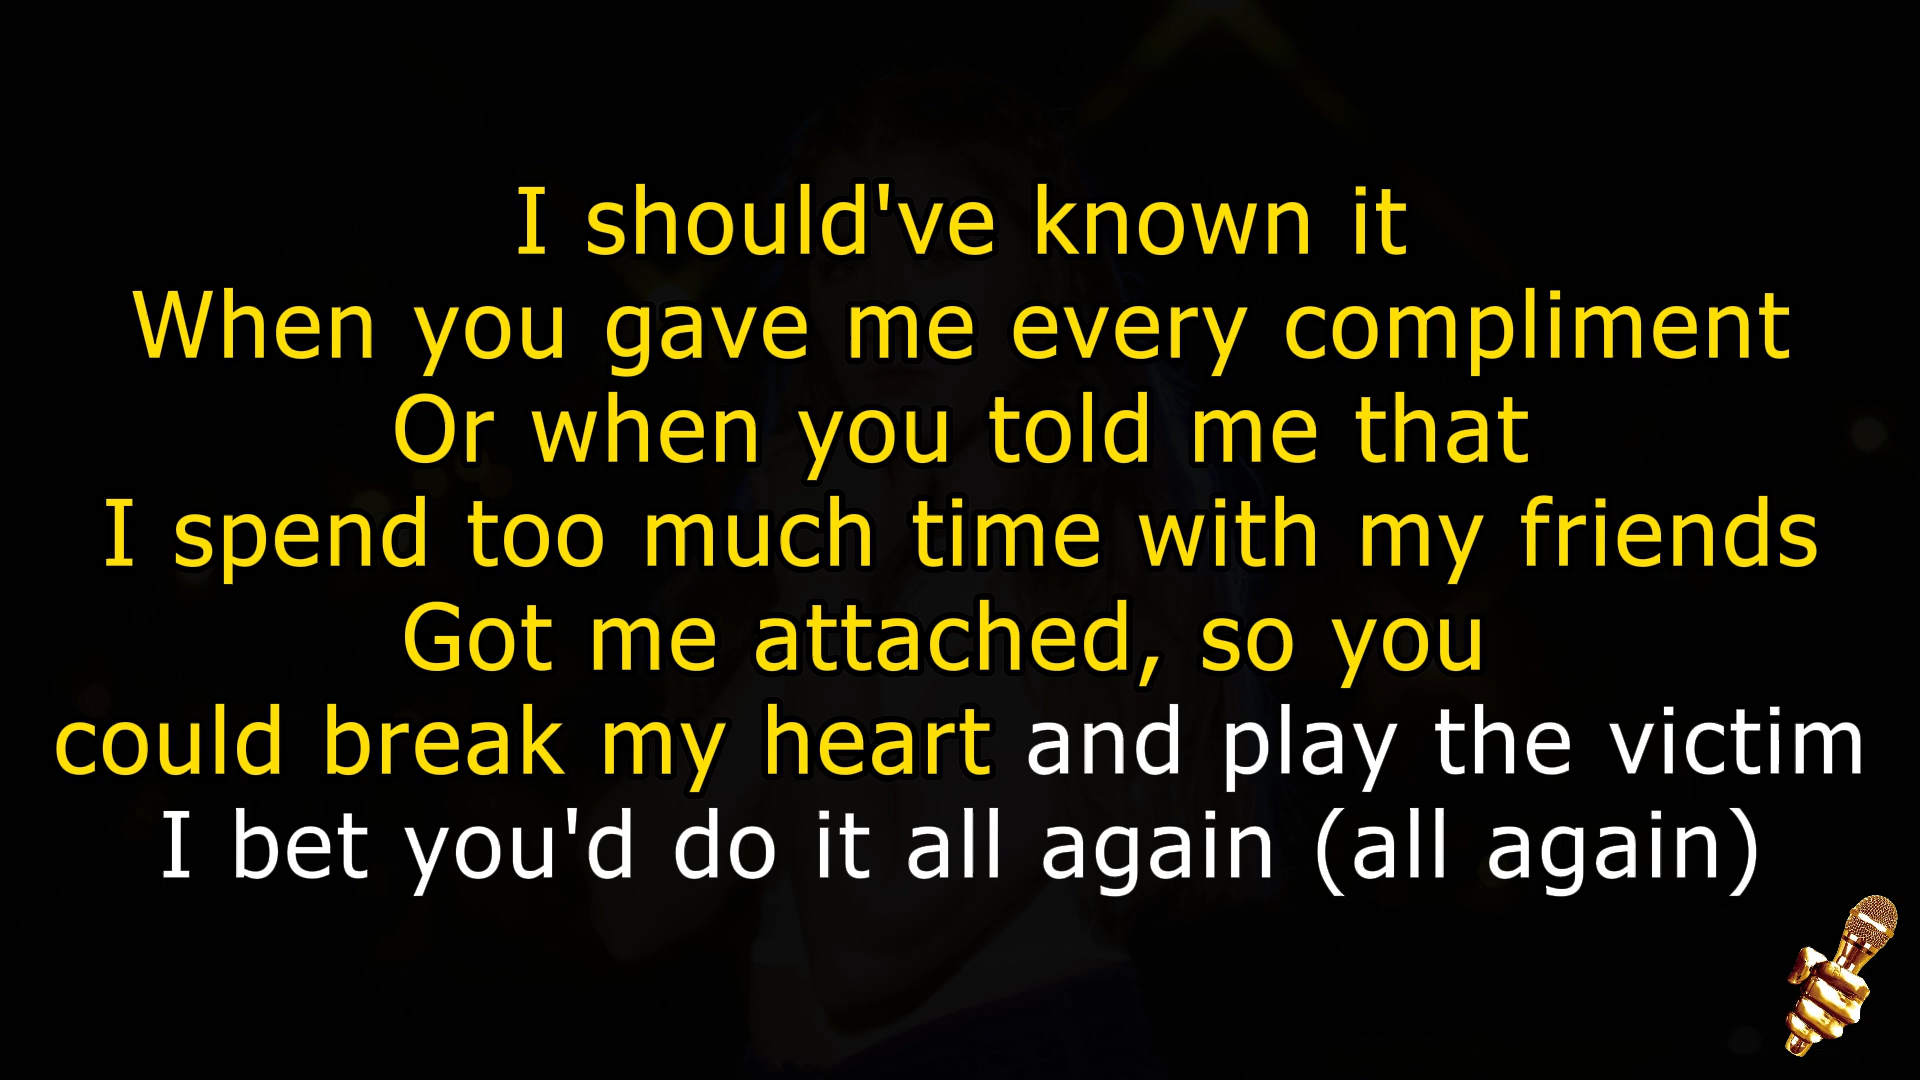 I should've known it
When you gave me every compliment
Or when you told me that
I spend too much time with my friends
Got me attached, so you
could break my heart and play the victim
I bet you'd do it all again (all again)